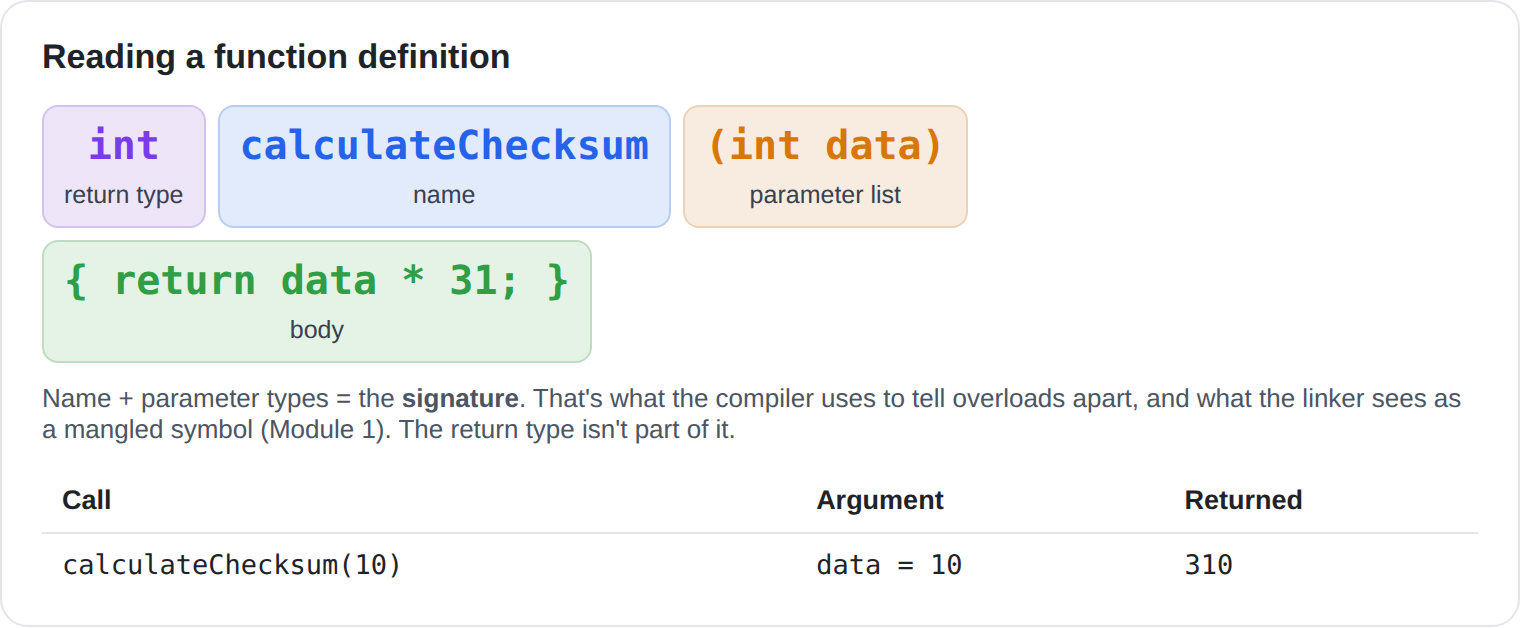 Reading a function definition
int calculateChecksum (int data)
return type name parameter list
{ return data * 31; }
body
Name + parameter types = the signature. That's what the compiler uses to tell overloads apart, and what the linker sees as
a mangled symbol (Module 1). The return type isn't part of it.
Call Argument Returned
calculateChecksum(10) data = 10 310